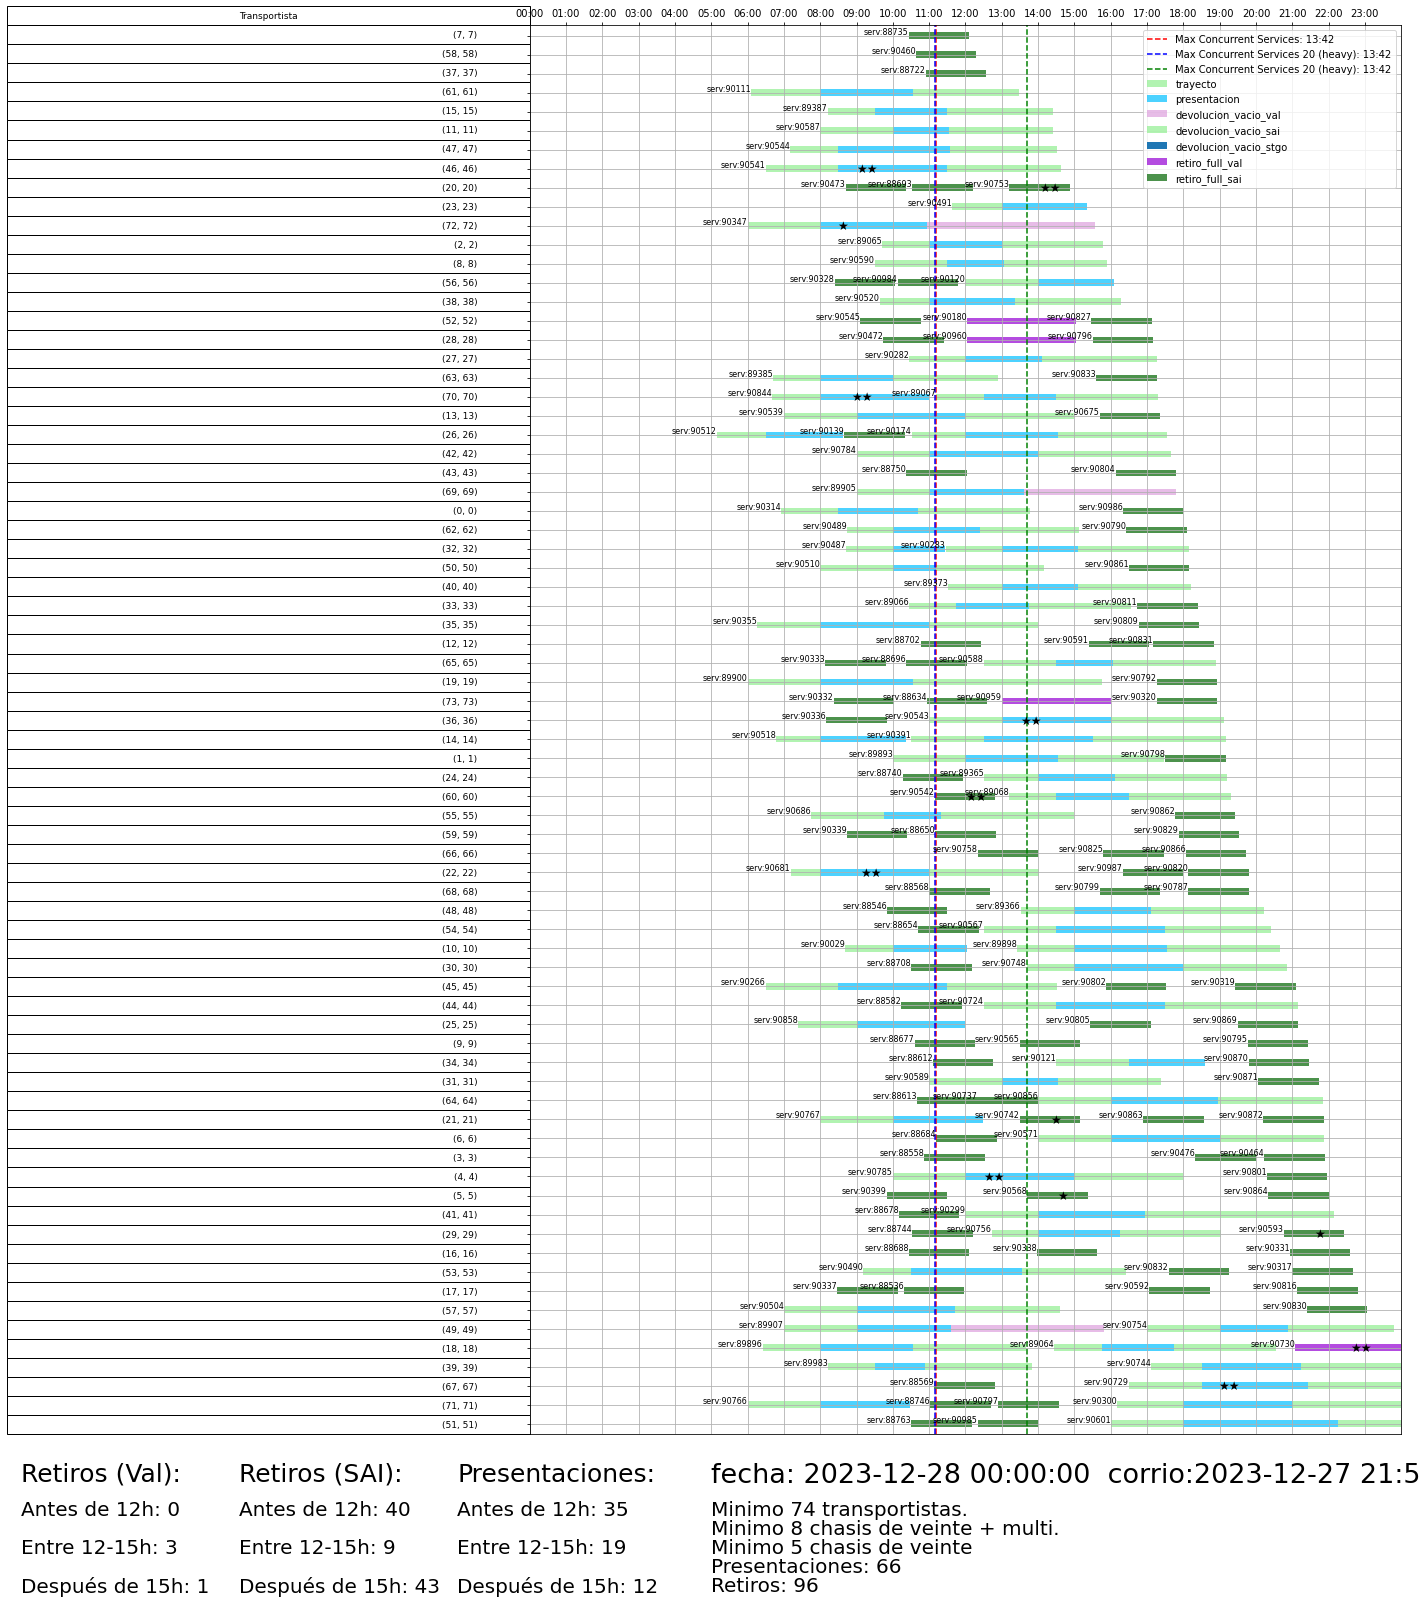 Transportista
00:00 01:00 02:00 03:00 04:00 05:00 06:00 07:00 08:00 09:00 10:00 11:00 12:00 13:00 14:00 15:00 16:00 17:00 18:00 19:00 20:00 21:00 22:00 23:00
Max Concurrent Services: 13:42
Max Concurrent Services 20 (heavy): 13:42
Max Concurrent Services 20 (heavy): 13:42
trayecto
presentacion
devolucion_vacio_val
devolucion_vacio_sai
devolucion_vacio_stgo
retiro_full_val
retiro_full_sai
(7, 7) serv:88735
(58, 58) serv:90460
(37, 37) serv:88722
(61, 61) serv:90111
(15, 15) serv:89387
(11, 11) serv:90587
(47, 47) serv:90544
(46, 46) serv:90541
(20, 20) serv:90473 serv:88693 serv:90753
(23, 23) serv:90491
(72, 72) serv:90347
(2, 2) serv:89065
(8, 8) serv:90590
(56, 56) serv:90328 serv:90984 serv:90120
(38, 38) serv:90520
(52, 52) serv:90545 serv:90180 serv:90827
(28, 28) serv:90472 serv:90960 serv:90796
(27, 27) serv:90282
(63, 63) serv:89385 serv:90833
(70, 70) serv:90844 serv:89067
(13, 13) serv:90539 serv:90675
(26, 26) serv:90512 serv:90139 serv:90174
(42, 42) serv:90784
(43, 43) serv:88750 serv:90804
(69, 69) serv:89905
(0, 0) serv:90314 serv:90986
(62, 62) serv:90489 serv:90790
(32, 32) serv:90487 serv:90283
(50, 50) serv:90510 serv:90861
(40, 40) serv:89373
(33, 33) serv:89066 serv:90811
(35, 35) serv:90355 serv:90809
(12, 12) serv:88702 serv:90591 serv:90831
(65, 65) serv:90333 serv:88696 serv:90588
(19, 19) serv:89900 serv:90792
(73, 73) serv:90332 serv:88634 serv:90959 serv:90320
(36, 36) serv:90336 serv:90543
(14, 14) serv:90518 serv:90391
(1, 1) serv:89893 serv:90798
(24, 24) serv:88740 serv:89365
(60, 60) serv:90542 serv:89068
(55, 55) serv:90686 serv:90862
(59, 59) serv:90339 serv:88650 serv:90829
(66, 66) serv:90758 serv:90825 serv:90866
(22, 22) serv:90681 serv:90987 serv:90820
(68, 68) serv:88568 serv:90799 serv:90787
(48, 48) serv:88546 serv:89366
(54, 54) serv:88654 serv:90567
(10, 10) serv:90029 serv:89898
(30, 30) serv:88708 serv:90748
(45, 45) serv:90266 serv:90802 serv:90319
(44, 44) serv:88582 serv:90724
(25, 25) serv:90858 serv:90805 serv:90869
(9, 9) serv:88677 serv:90565 serv:90795
(34, 34) serv:88612 serv:90121 serv:90870
(31, 31) serv:90589 serv:90871
(64, 64) serv:88613 serv:90737 serv:90856
(21, 21) serv:90767 serv:90742 serv:90863 serv:90872
(6, 6) serv:88684 serv:90571
(3, 3) serv:88558 serv:90476 serv:90464
(4, 4) serv:90785 serv:90801
(5, 5) serv:90399 serv:90568 serv:90864
(41, 41) serv:88678 serv:90299
(29, 29) serv:88744 serv:90756 serv:90593
(16, 16) serv:88688 serv:90338 serv:90331
(53, 53) serv:90490 serv:90832 serv:90317
(17, 17) serv:90337 serv:88536 serv:90592 serv:90816
(57, 57) serv:90504 serv:90830
(49, 49) serv:89907 serv:90754
(18, 18) serv:89896 serv:89064 serv:90730
(39, 39) serv:89983 serv:90744
(67, 67) serv:88569 serv:90729
(71, 71) serv:90766 serv:88746 serv:90797 serv:90300
(51, 51) serv:88763 serv:90985 serv:90601
Retiros (Val):
Antes de 12h: 0
Entre 12-15h: 3
Después de 15h: 1
Retiros (SAI):
Antes de 12h: 40
Entre 12-15h: 9
Después de 15h: 43
Presentaciones:
Antes de 12h: 35
Entre 12-15h: 19
Después de 15h: 12
fecha: 2023-12-28 00:00:00 corrio:2023-12-27 21:5
Minimo 74 transportistas.
Minimo 8 chasis de veinte + multi.
Minimo 5 chasis de veinte
Presentaciones: 66
Retiros: 96